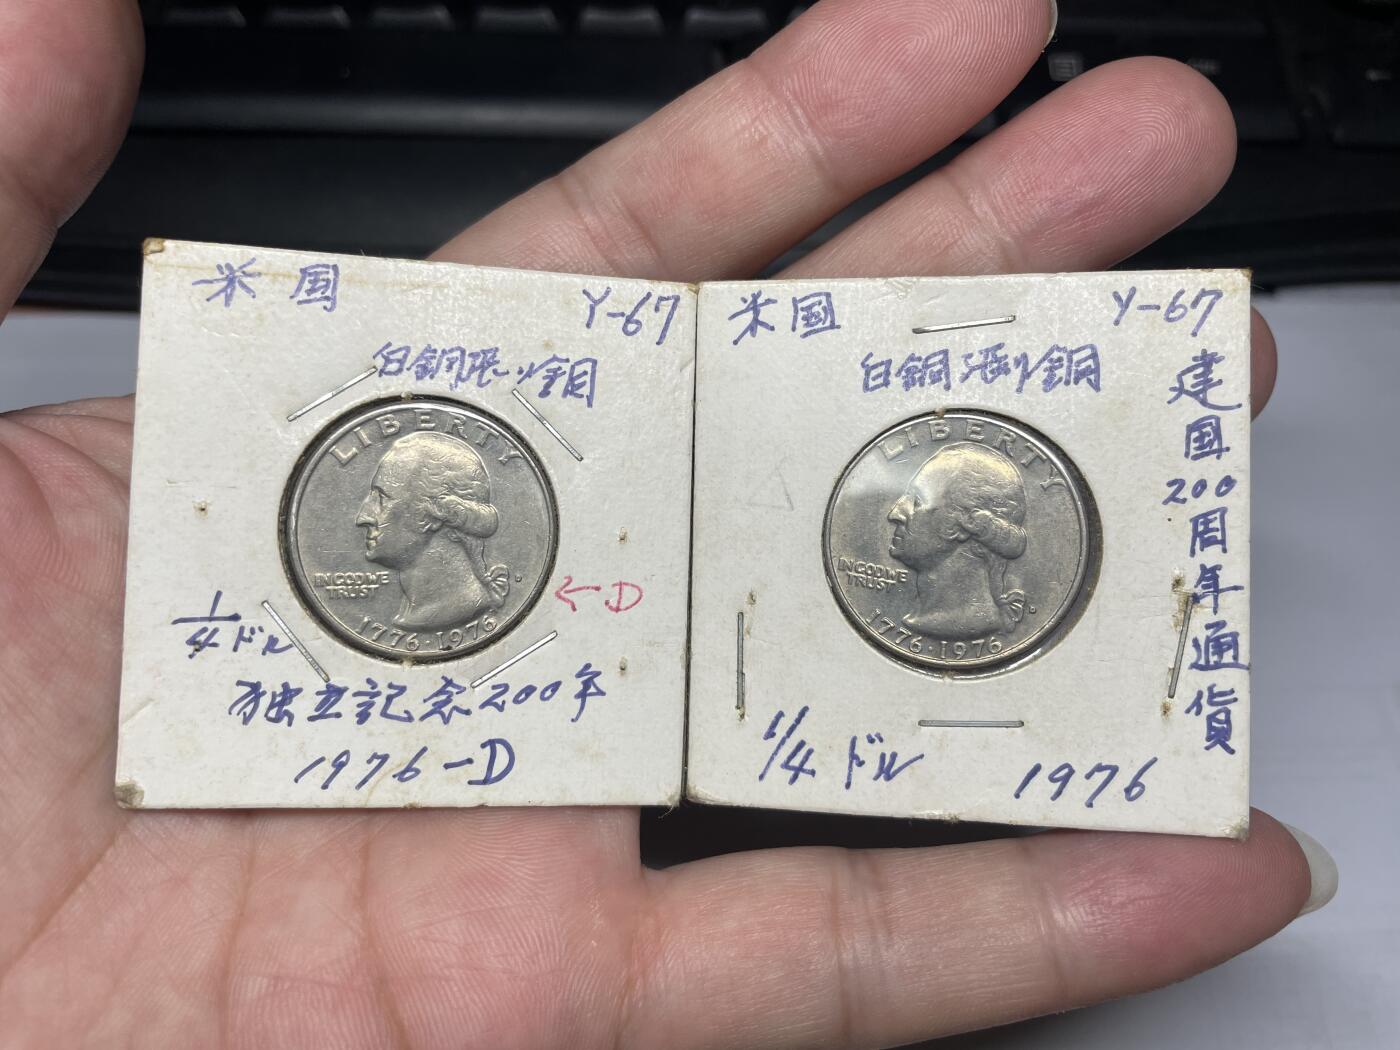 米国
Y-67
白銅張り銅
LIBERTY
IN GOD WE
TRUST
D
1776·1976
←D
1/4ドル
独立記念200年
1976-D
米国
Y-67
白銅張り銅
建国200周年通貨
LIBERTY
IN GOD WE
TRUST
D
1776·1976
1/4ドル
1976